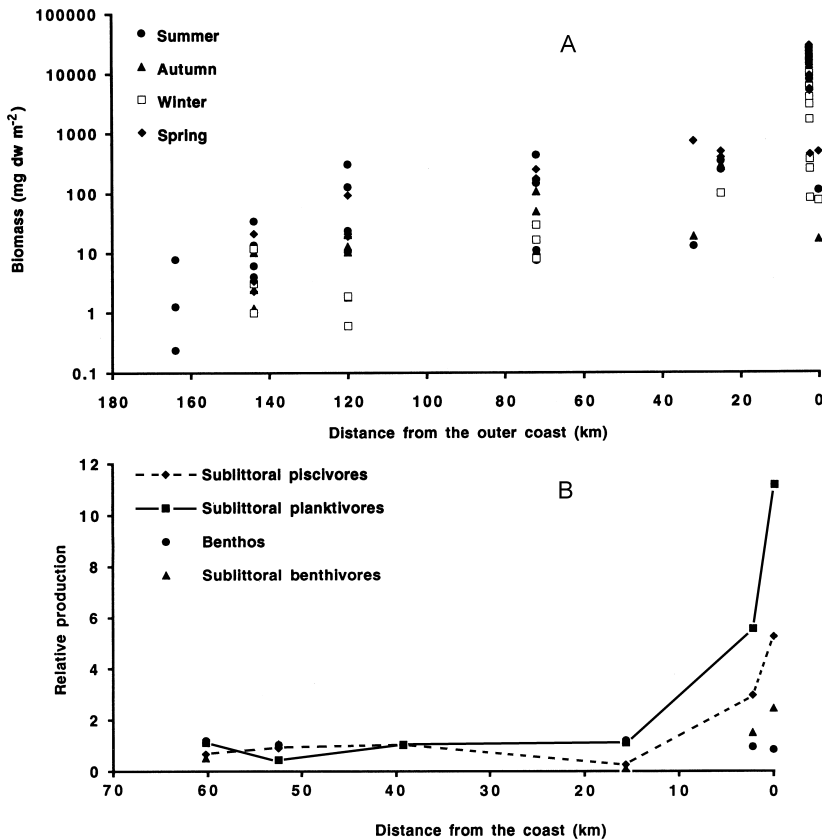 100000
10000
1000
100
10
1
0.1
Biomass (mg dw m-2)
Summer
Autumn
Winter
Spring
A
180 160 140 120 100 80 60 40 20 0
Distance from the outer coast (km)
12
10
8
6
4
2
0
Relative production
Sublittoral piscivores
Sublittoral planktivores
Benthos
Sublittoral benthivores
B
70 60 50 40 30 20 10 0
Distance from the coast (km)